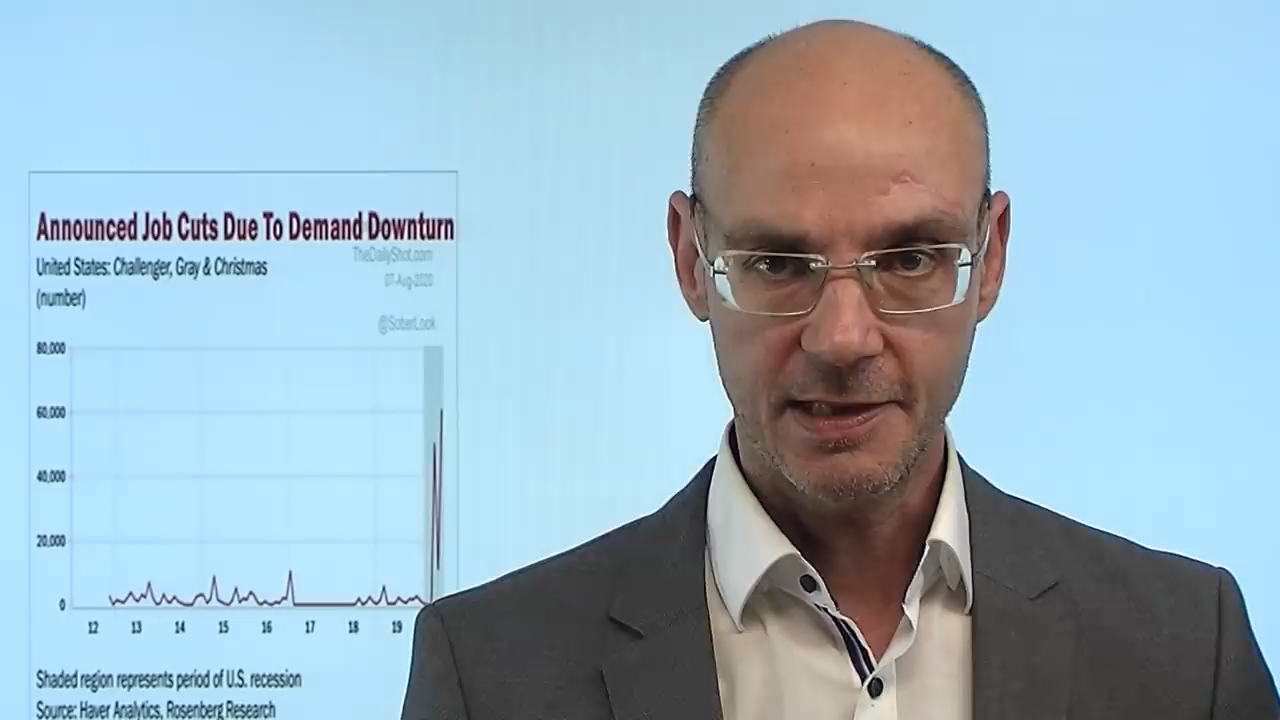 Announced Job Cuts Due To Demand Downturn
TheDailyShot.com
United States: Challenger, Gray & Christmas
07-Aug-2020
(number)
@SoberLook
80,000
60,000
40,000
20,000
0
12 13 14 15 16 17 18 19
Shaded region represents period of U.S. recession
Source: Haver Analytics, Rosenberg Research